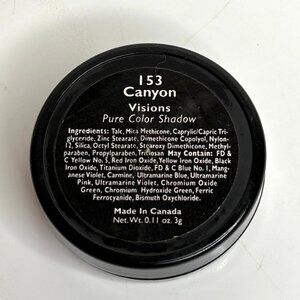 153
Canyon
Visions
Pure Color Shadow
Ingredients: Talc, Mica Methicone, Caprylic/Capric Tri-
glyceride, Zinc Stearate, Dimethicone Copolyol, Nylon-
12, Silica, Octyl Stearate, Stearoxy Dimethicone, Methyl-
paraben, Propylparaben, Triclosan May Contain: FD &
C Yellow No. 5, Red Iron Oxide, Yellow Iron Oxide, Black
Iron Oxide, Titanium Dioxide, FD & C Blue No. 1, Mang-
anese Violet, Carmine, Ultramarine Blue, Ultramarine
Pink, Ultramarine Violet, Chromium Oxide
Green, Chromium Hydroxide Green, Ferric
Ferrocyanide, Bismuth Oxychloride.
Made In Canada
Net. Wt. 0.11 oz. 3g